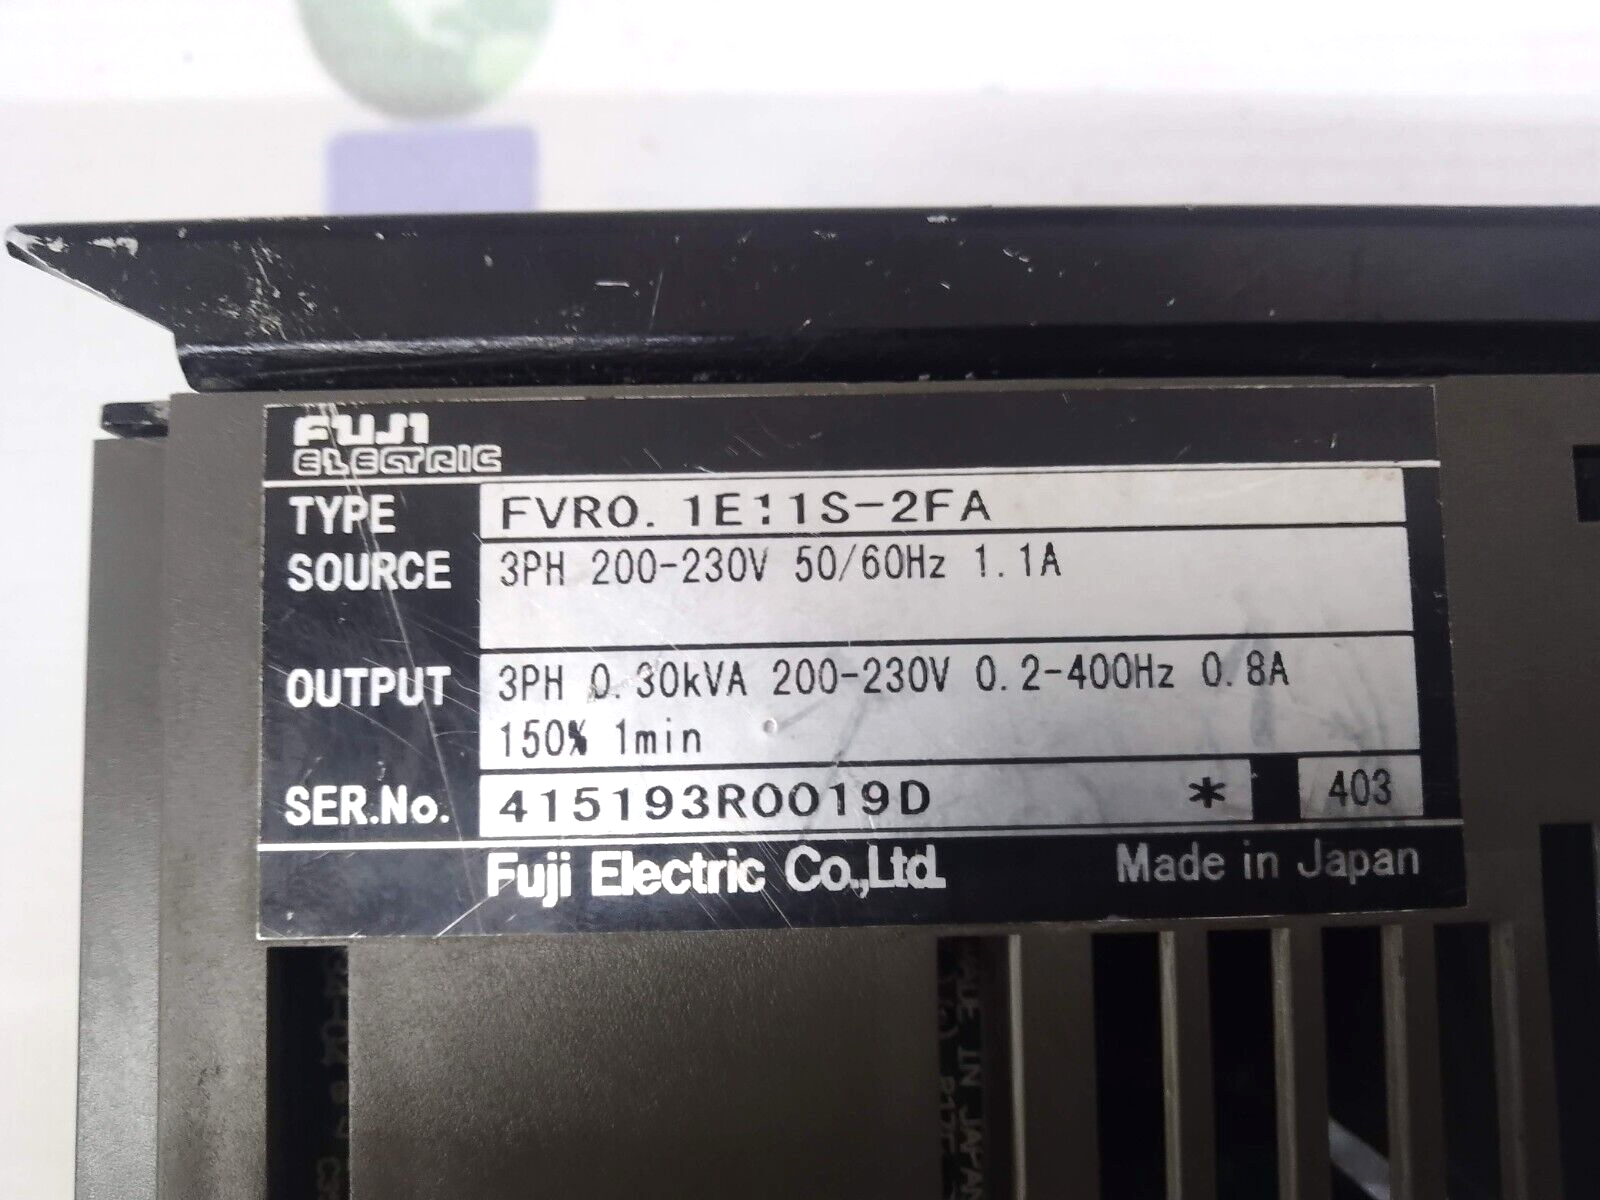 FUJI
ELECTRIC
TYPE FVR0.1E11S-2FA
SOURCE 3PH 200-230V 50/60Hz 1.1A
OUTPUT 3PH 0.30kVA 200-230V 0.2-400Hz 0.8A
150% 1min
SER.No. 415193R0019D * 403
Fuji Electric Co.,Ltd. Made in Japan
IN JAPAN